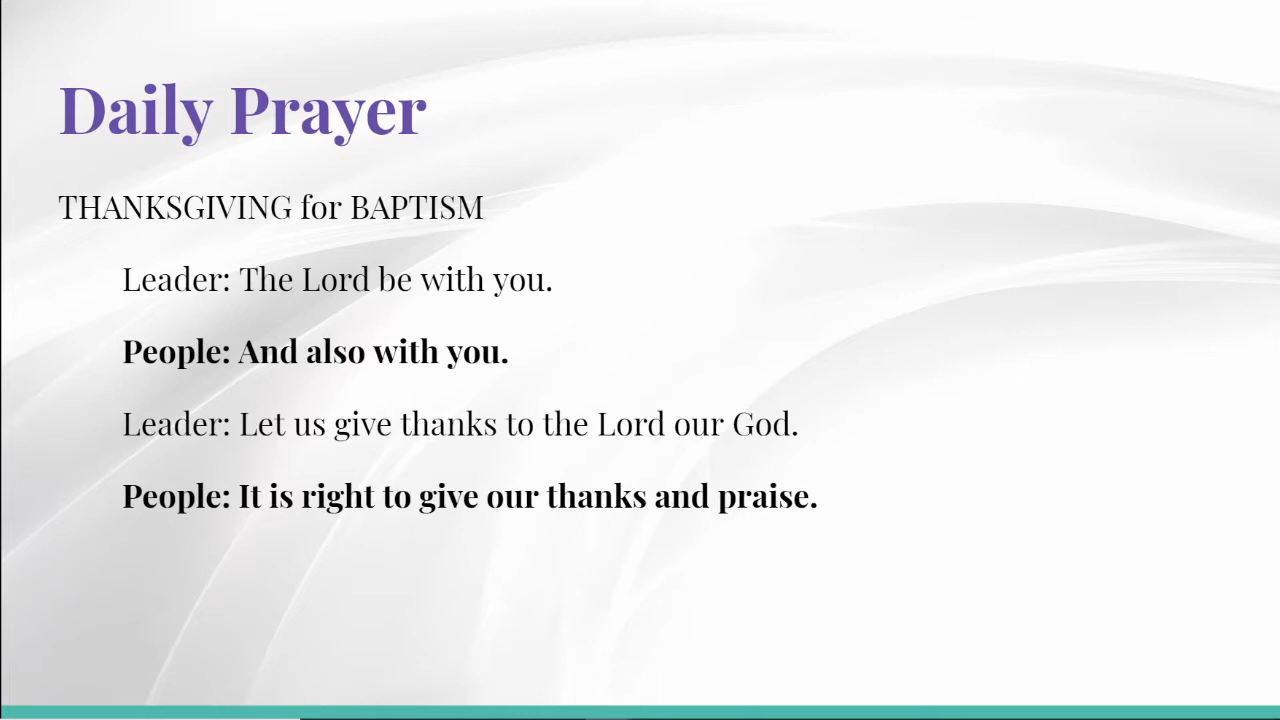 Daily Prayer
THANKSGIVING for BAPTISM
Leader: The Lord be with you.
People: And also with you.
Leader: Let us give thanks to the Lord our God.
People: It is right to give our thanks and praise.